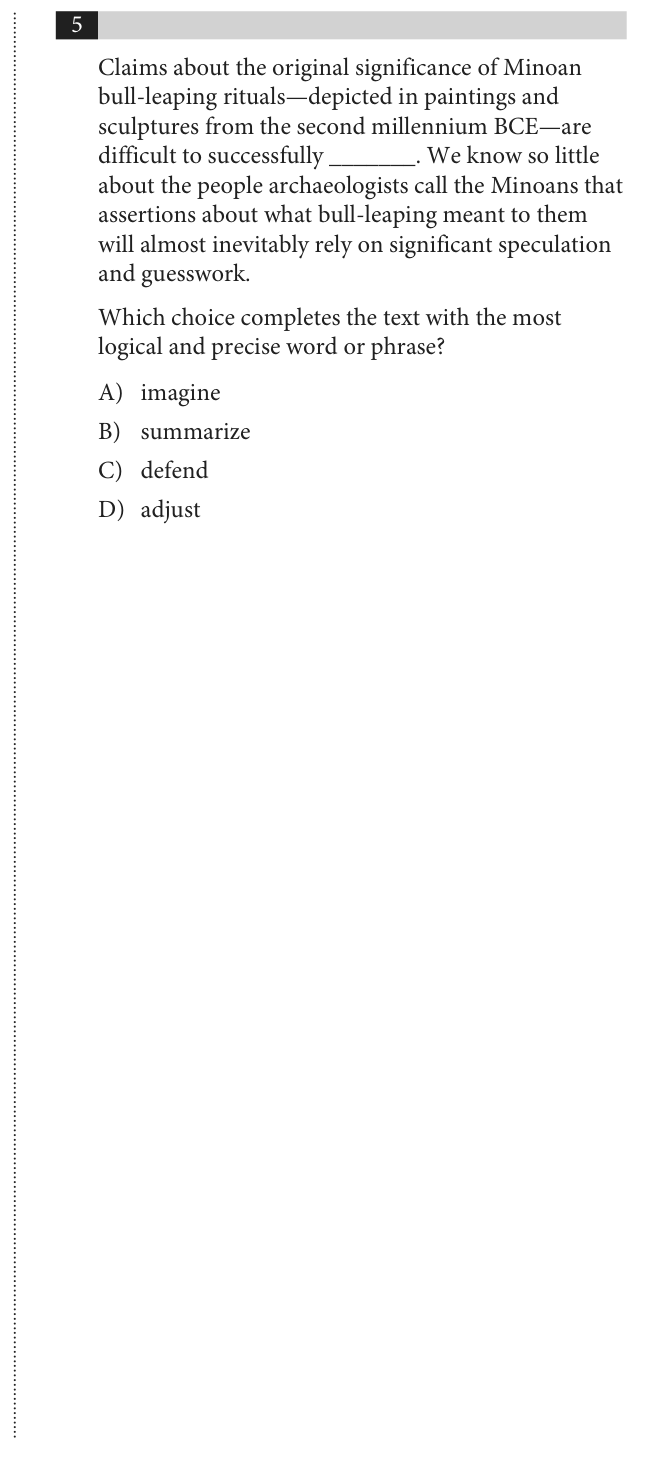 5
Claims about the original significance of Minoan
bull-leaping rituals—depicted in paintings and
sculptures from the second millennium BCE—are
difficult to successfully _______. We know so little
about the people archaeologists call the Minoans that
assertions about what bull-leaping meant to them
will almost inevitably rely on significant speculation
and guesswork.
Which choice completes the text with the most
logical and precise word or phrase?
A) imagine
B) summarize
C) defend
D) adjust